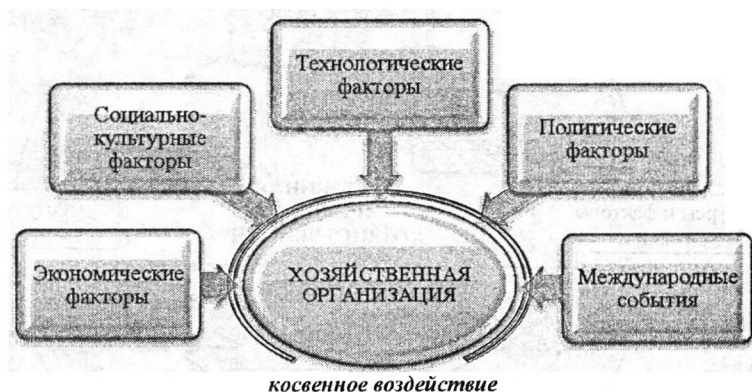 Технологические
факторы
Социально-
культурные
факторы
Политические
факторы
Экономические
факторы
ХОЗЯЙСТВЕННАЯ
ОРГАНИЗАЦИЯ
Международные
события
косвенное воздействие